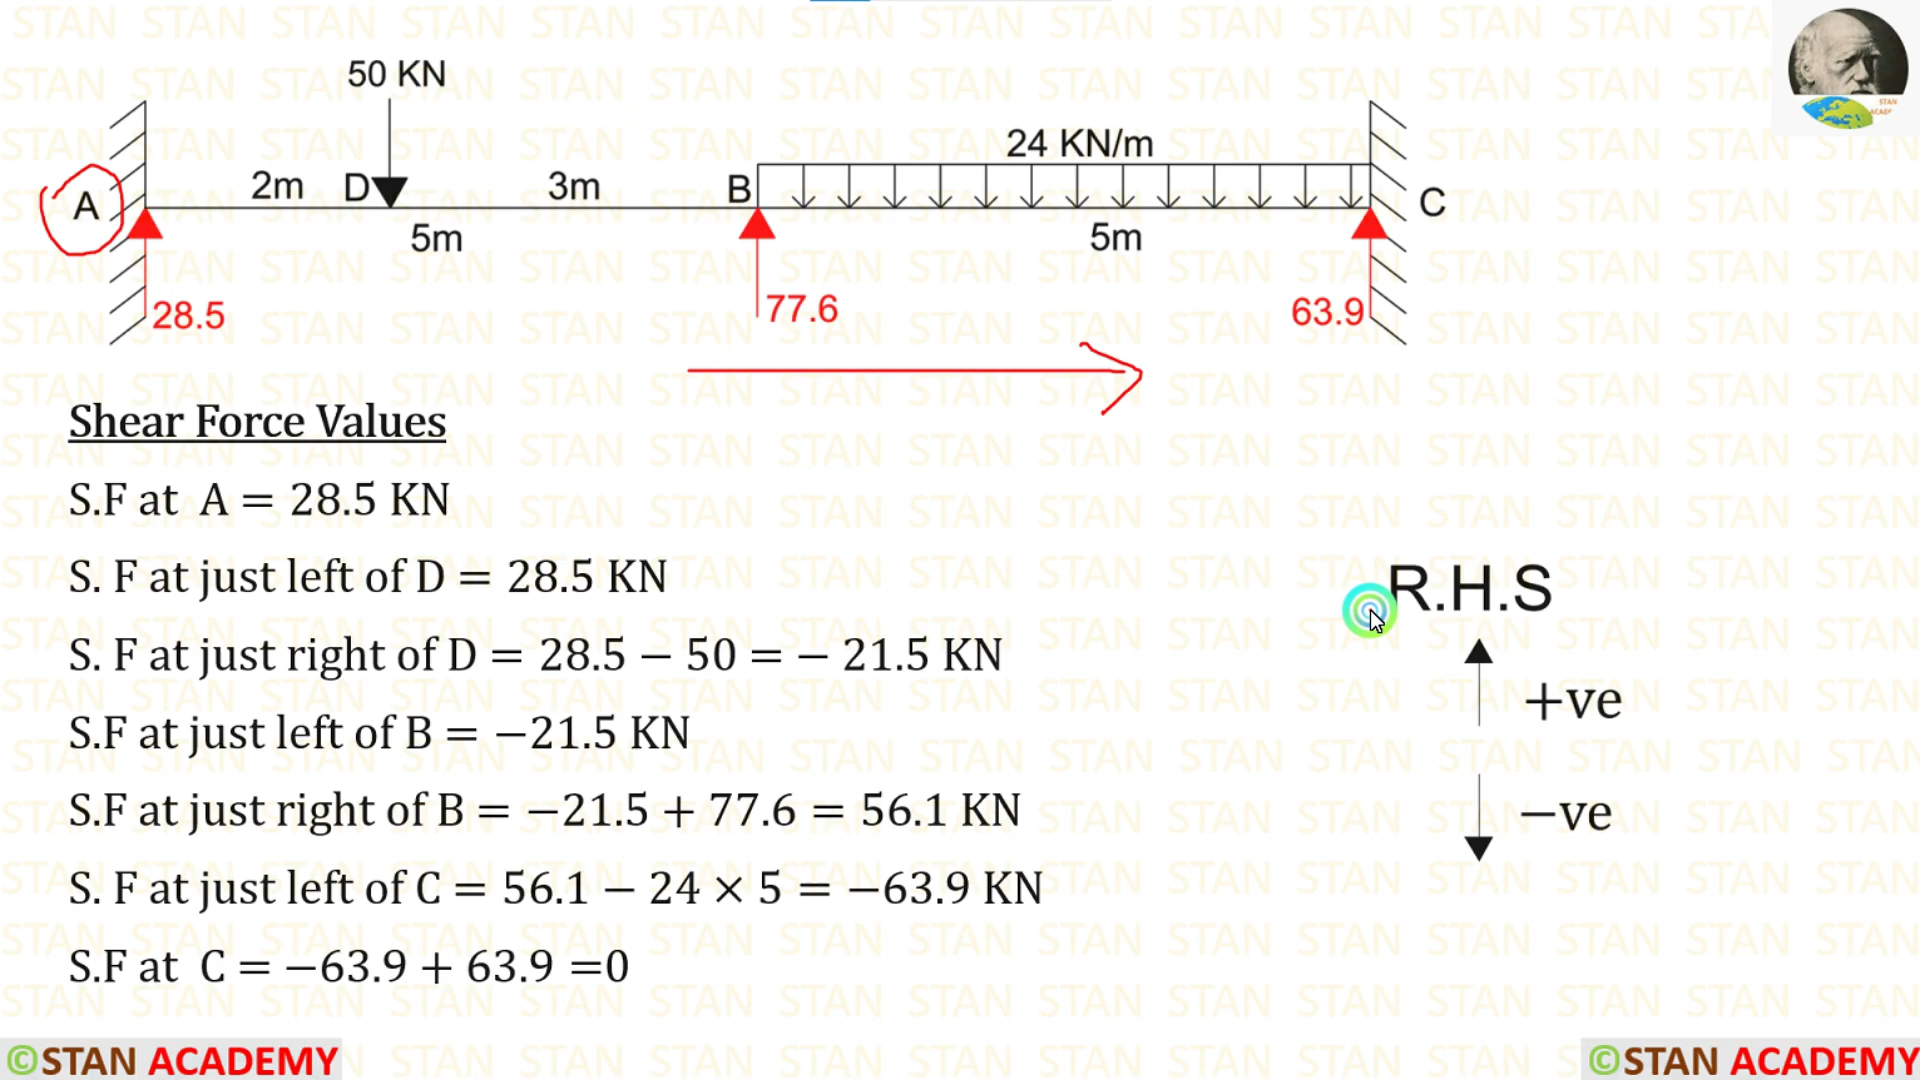 50 KN
24 KN/m
A
2m
D
3m
B
C
5m
5m
28.5
77.6
63.9
Shear Force Values
S.F at A = 28.5 KN
S. F at just left of D = 28.5 KN
S. F at just right of D = 28.5 − 50 = − 21.5 KN
S.F at just left of B = −21.5 KN
S.F at just right of B = −21.5 + 77.6 = 56.1 KN
S. F at just left of C = 56.1 − 24 × 5 = −63.9 KN
S.F at C = −63.9 + 63.9 =0
R.H.S
+ve
−ve
©STAN ACADEMY
©STAN ACADEMY